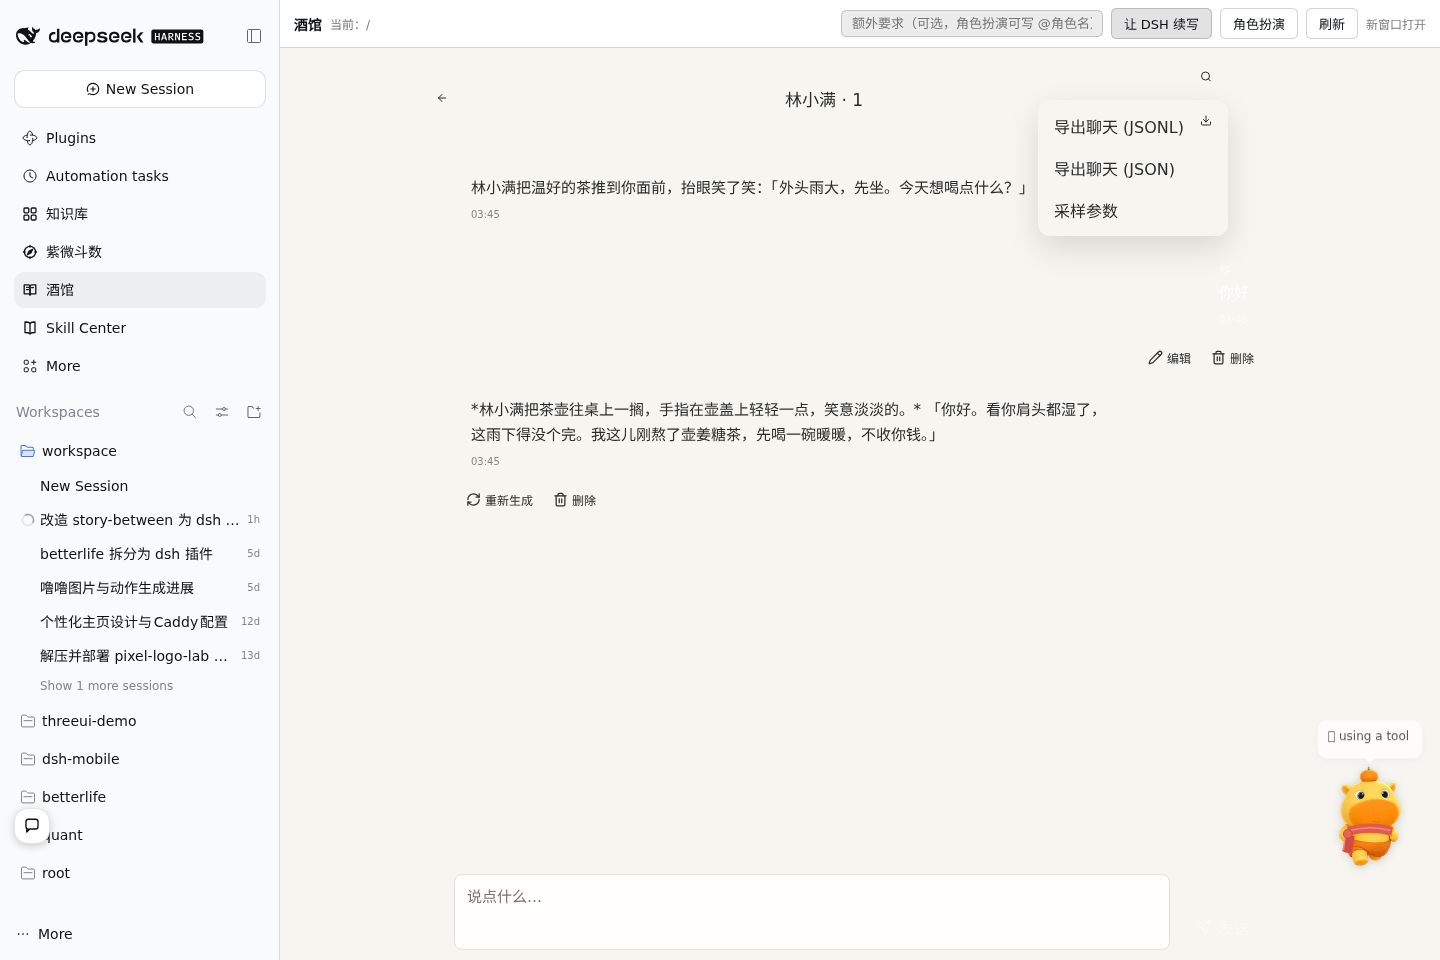 deepseek HARNESS
New Session
Plugins
Automation tasks
知识库
紫微斗数
酒馆
Skill Center
More
Workspaces
workspace
New Session
改造 story-between 为 dsh ... 1h
betterlife 拆分为 dsh 插件 5d
噜噜图片与动作生成进展 5d
个性化主页设计与Caddy配置 12d
解压并部署 pixel-logo-lab ... 13d
Show 1 more sessions
threeui-demo
dsh-mobile
betterlife
quant
root
More
酒馆 当前：/
额外要求（可选，角色扮演可写 @角色名
让 DSH 续写
角色扮演
刷新
新窗口打开
林小满 · 1
导出聊天 (JSONL)
导出聊天 (JSON)
采样参数
林小满把温好的茶推到你面前，抬眼笑了笑：「外头雨大，先坐。今天想喝点什么？」
03:45
你好
03:45
编辑 删除
*林小满把茶壶往桌上一搁，手指在壶盖上轻轻一点，笑意淡淡的。* 「你好。看你肩头都湿了，
这雨下得没个完。我这儿刚熬了壶姜糖茶，先喝一碗暖暖，不收你钱。」
03:45
重新生成 删除
using a tool
说点什么...
发送